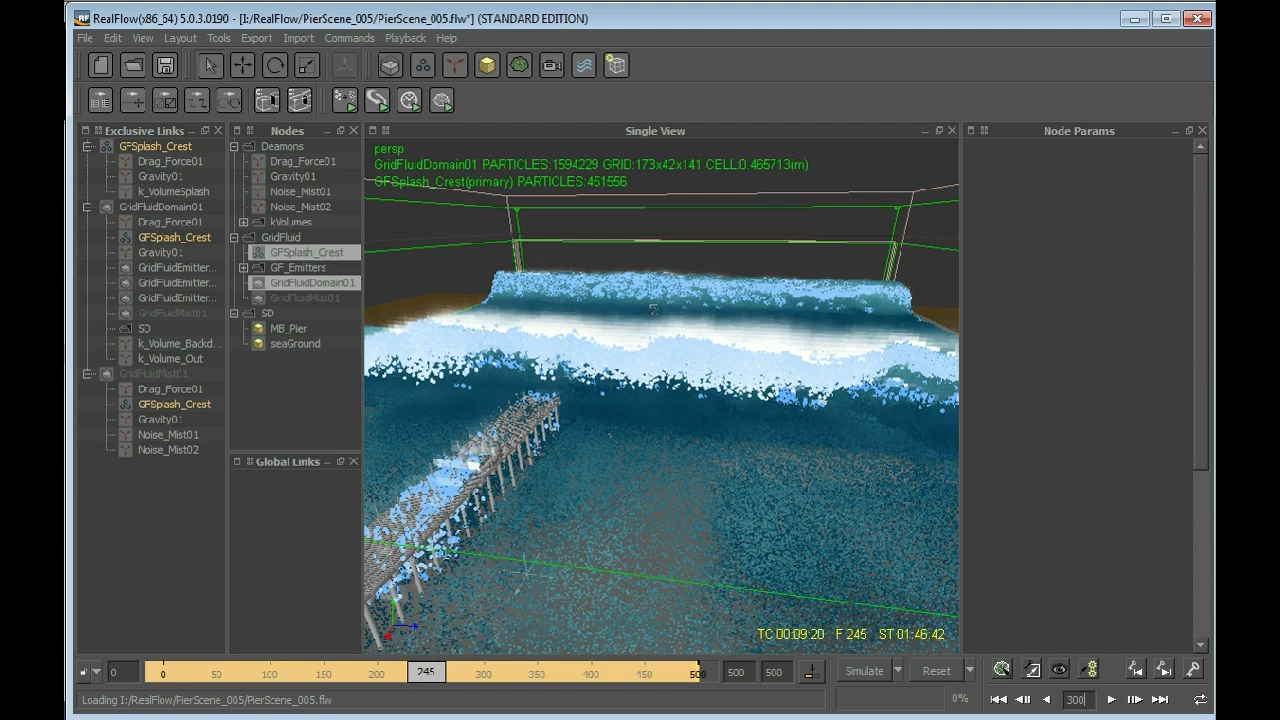 RealFlow(x86_64) 5.0.3.0190 - [I:/RealFlow/PierScene_005/PierScene_005.flw*] (STANDARD EDITION)
File Edit View Layout Tools Export Import Commands Playback Help
Exclusive Links
GFSplash_Crest
Drag_Force01
Gravity01
k_VolumeSplash
GridFluidDomain01
Drag_Force01
GFSpash_Crest
Gravity01
GridFluidEmitter...
GridFluidEmitter...
GridFluidEmitter...
GridFluidMist01
SD
k_Volume_Backd...
k_Volume_Out
GridFluidMist01
Drag_Force01
GFSplash_Crest
Gravity01
Noise_Mist01
Noise_Mist02
Nodes
Deamons
Drag_Force01
Gravity01
Noise_Mist01
Noise_Mist02
kVolumes
GridFluid
GFSplash_Crest
GF_Emitters
GridFluidDomain01
GridFluidMist01
SD
MB_Pier
seaGround
Global Links
Single View
persp
GridFluidDomain01 PARTICLES:1594229 GRID:173x42x141 CELL:0.465713(m)
GFSplash_Crest(primary) PARTICLES:451556
TC 00:09:20 F 245 ST 01:46:42
Node Params
0 0 50 100 150 200 245 300 350 400 450 500 500 500
Simulate Reset
Loading I:/RealFlow/PierScene_005/PierScene_005.flw
0% 300